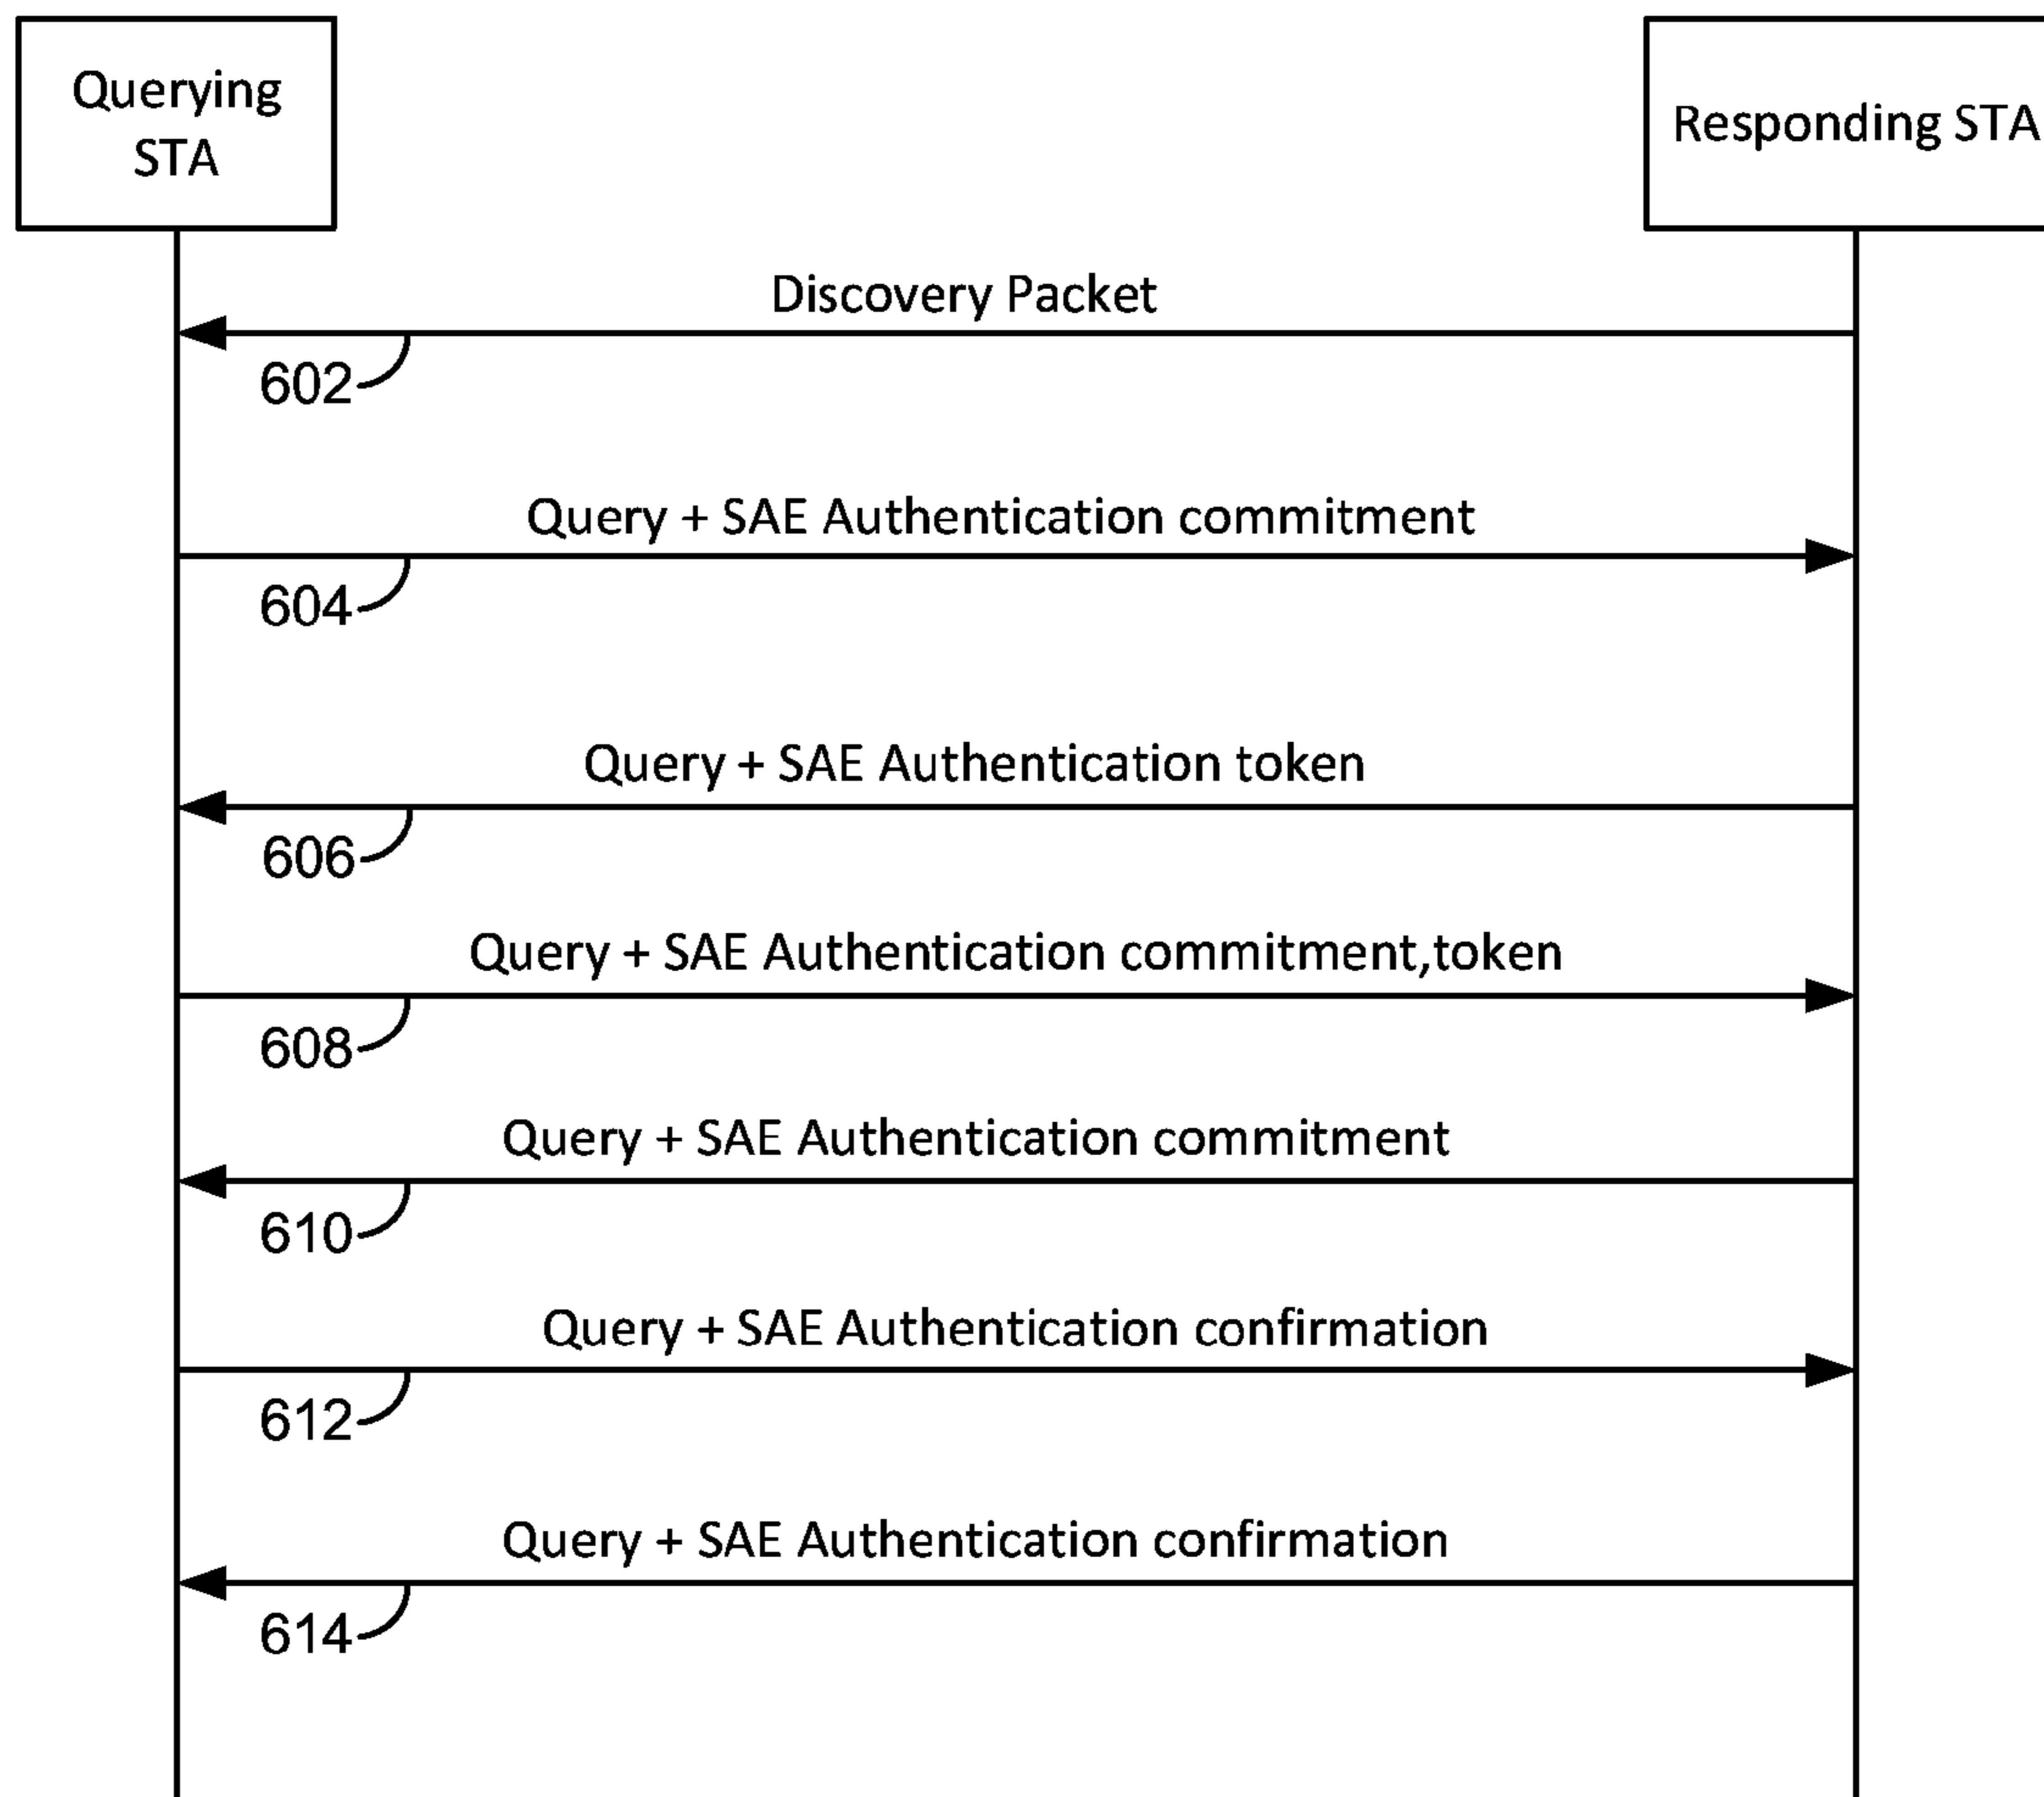 Querying
STA
Responding STA
Discovery Packet
602
Query + SAE Authentication commitment
604
Query + SAE Authentication token
606
Query + SAE Authentication commitment,token
608
Query + SAE Authentication commitment
610
Query + SAE Authentication confirmation
612
Query + SAE Authentication confirmation
614